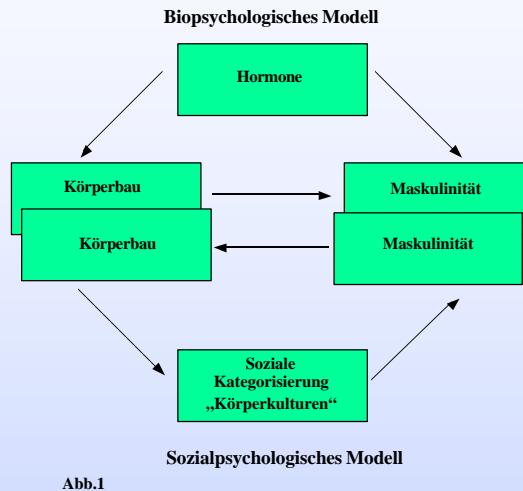 Biopsychologisches Modell
Hormone
Körperbau
Maskulinität
Körperbau
Maskulinität
Soziale
Kategorisierung
„Körperkulturen“
Sozialpsychologisches Modell
Abb.1